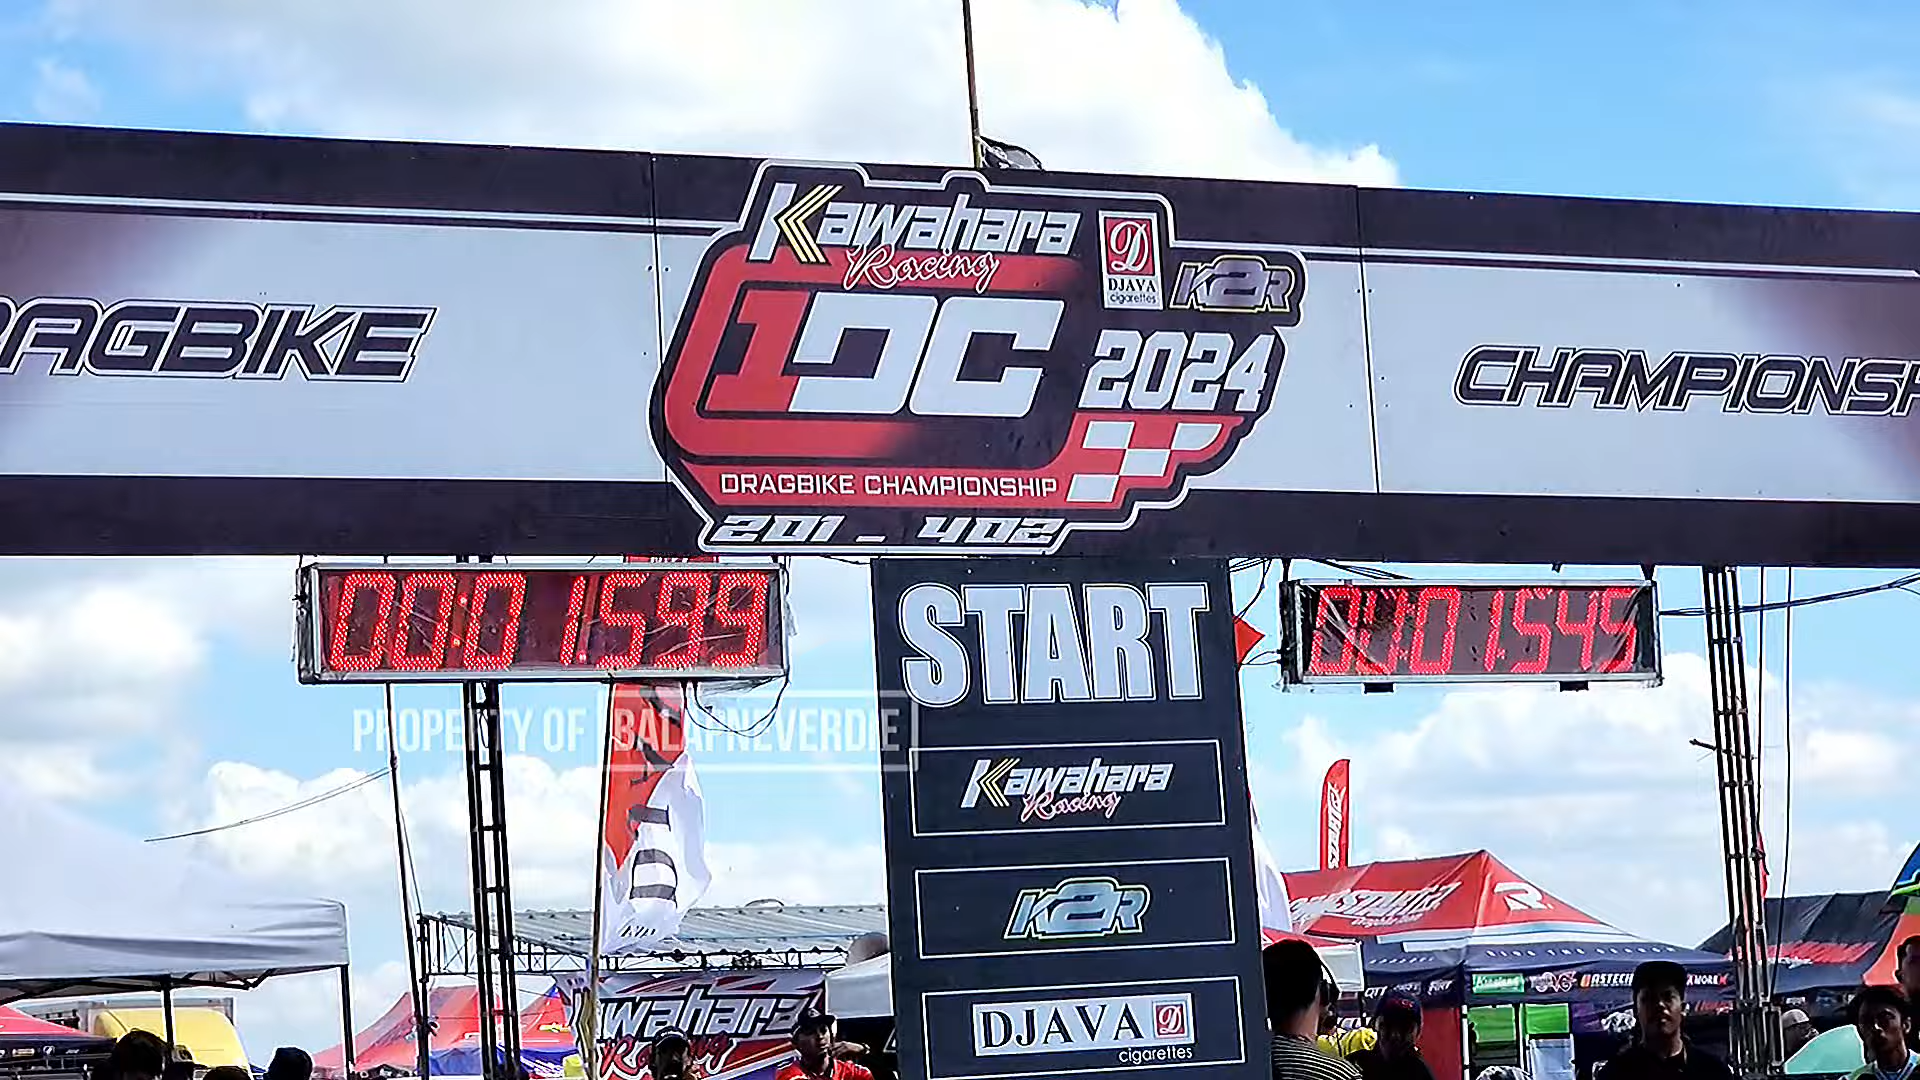 Kawahara
Racing
D
DJAVA
cigarettes
K2R
DRAGBIKE
IDC
2024
CHAMPIONSH
DRAGBIKE CHAMPIONSHIP
201 - 402
00:01.599
00:01.545
START
PROPERTY OF BALAPNEVERDIE
Kawahara
Racing
K2R
DJAVA D
cigarettes
Kawahara
Racing